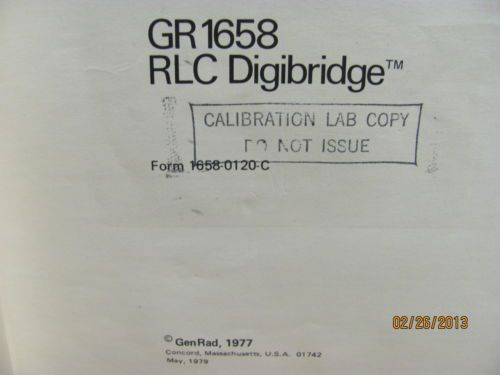 GR1658
RLC Digibridge™
CALIBRATION LAB COPY
DO NOT ISSUE
Form 1658-0120-C
© GenRad, 1977
Concord, Massachusetts, U.S.A. 01742
May, 1979
02/26/2013